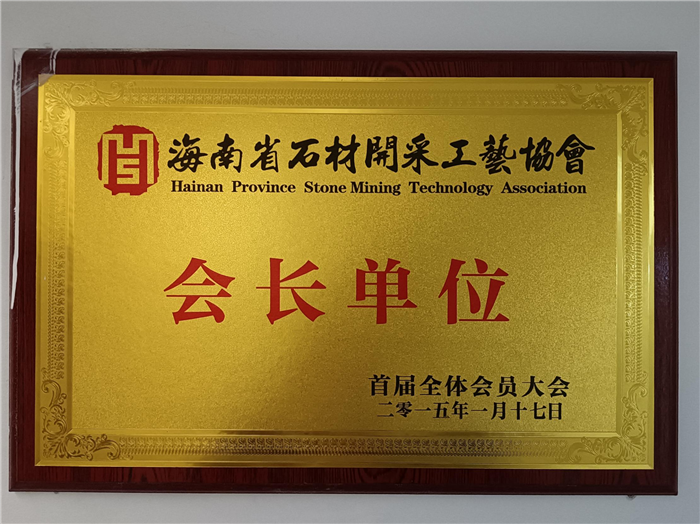 海南省石材開采工藝協會
Hainan Province Stone Mining Technology Association
会长单位
首届全体会员大会
二零一五年一月十七日